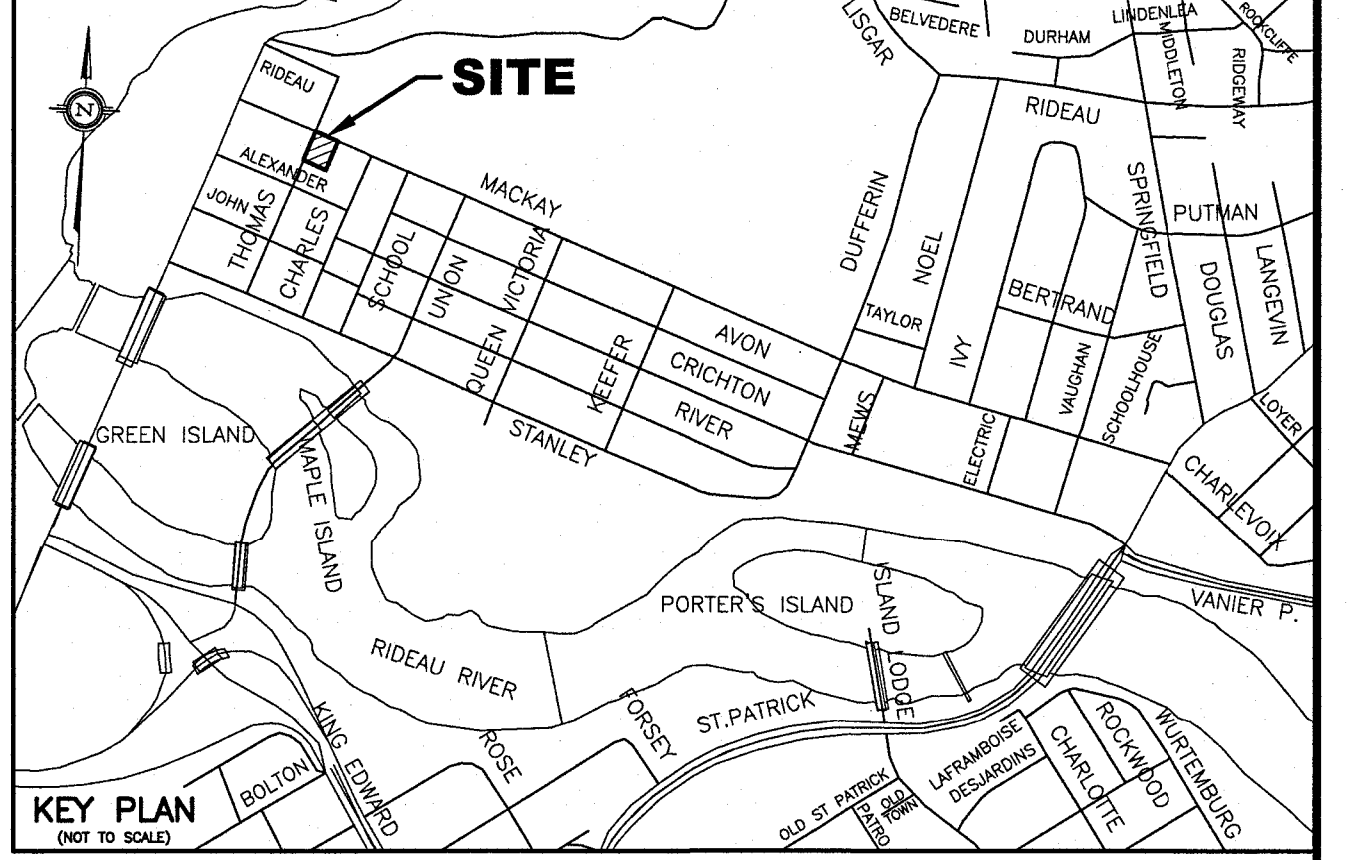 BELVEDERE
LISGAR
DURHAM
LINDENLEA
ROCKCLIFFE
MIDDLETON
RIDGEWAY
RIDEAU
SITE
RIDEAU
N
ALEXANDER
MACKAY
JOHN
THOMAS
CHARLES
SCHOOL
UNION
QUEEN VICTORIA
DUFFERIN
NOEL
SPRINGFIELD
PUTMAN
LANGEVIN
DOUGLAS
BERTRAND
TAYLOR
IVY
VAUGHAN
SCHOOLHOUSE
AVON
CRICHTON
KEEFER
RIVER
MEWS
ELECTRIC
LOYER
CHARLEVOIX
STANLEY
GREEN ISLAND
MAPLE ISLAND
PORTER'S ISLAND
ISLAND LODGE
VANIER P.
RIDEAU RIVER
KING EDWARD
FORSEY
ST.PATRICK
ROSE
BOLTON
LAFRAMBOISE
DESJARDINS
CHARLOTTE
ROCKWOOD
WURTEMBURG
OLD ST PATRICK
PATRO
OLD
TOWN
KEY PLAN
(NOT TO SCALE)